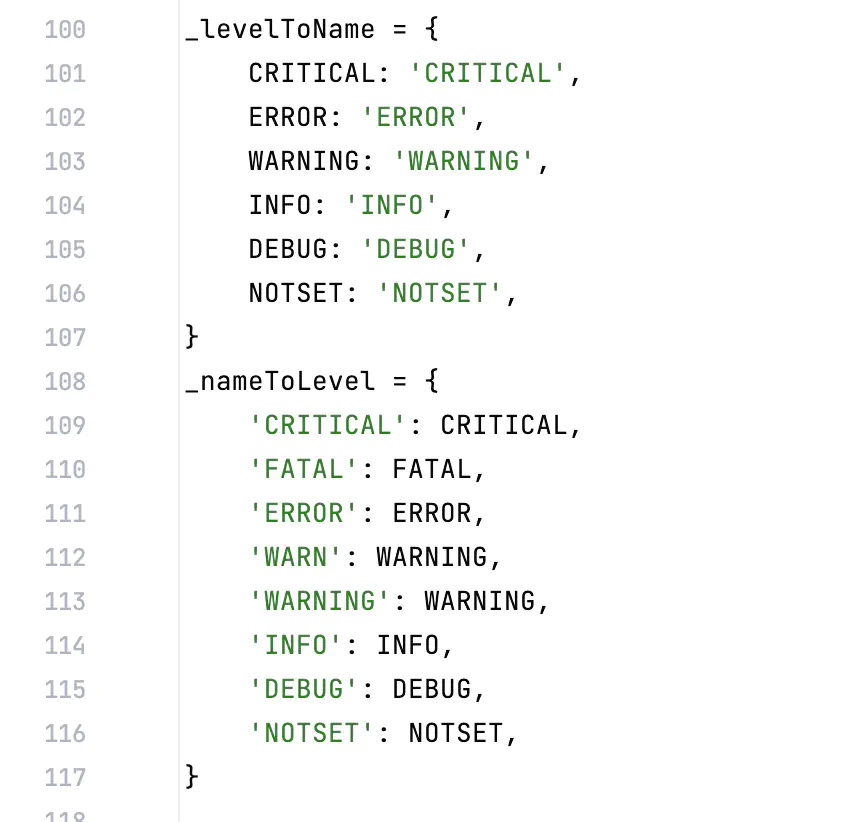 100 _levelToName = {
101     CRITICAL: 'CRITICAL',
102     ERROR: 'ERROR',
103     WARNING: 'WARNING',
104     INFO: 'INFO',
105     DEBUG: 'DEBUG',
106     NOTSET: 'NOTSET',
107 }
108 _nameToLevel = {
109     'CRITICAL': CRITICAL,
110     'FATAL': FATAL,
111     'ERROR': ERROR,
112     'WARN': WARNING,
113     'WARNING': WARNING,
114     'INFO': INFO,
115     'DEBUG': DEBUG,
116     'NOTSET': NOTSET,
117 }
118